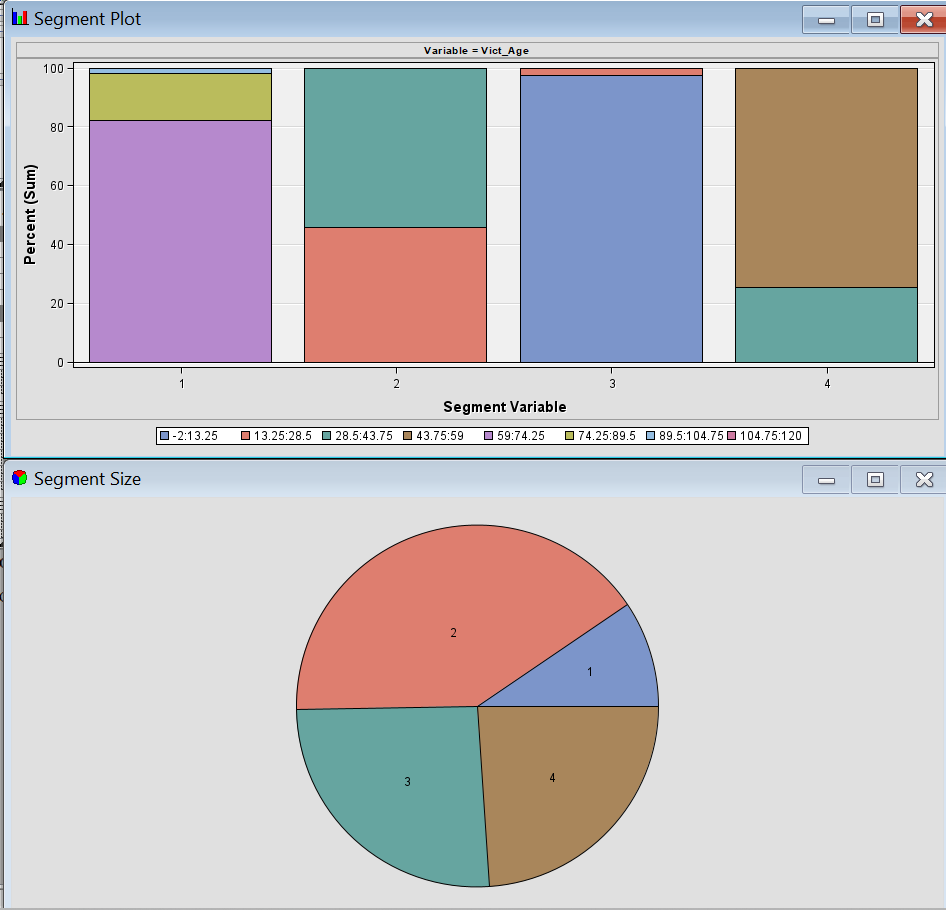 Segment Plot
Variable = Vict_Age
Percent (Sum)
100
80
60
40
20
0
1 2 3 4
Segment Variable
-2:13.25 13.25:28.5 28.5:43.75 43.75:59 59:74.25 74.25:89.5 89.5:104.75 104.75:120
Segment Size
2
1
3
4